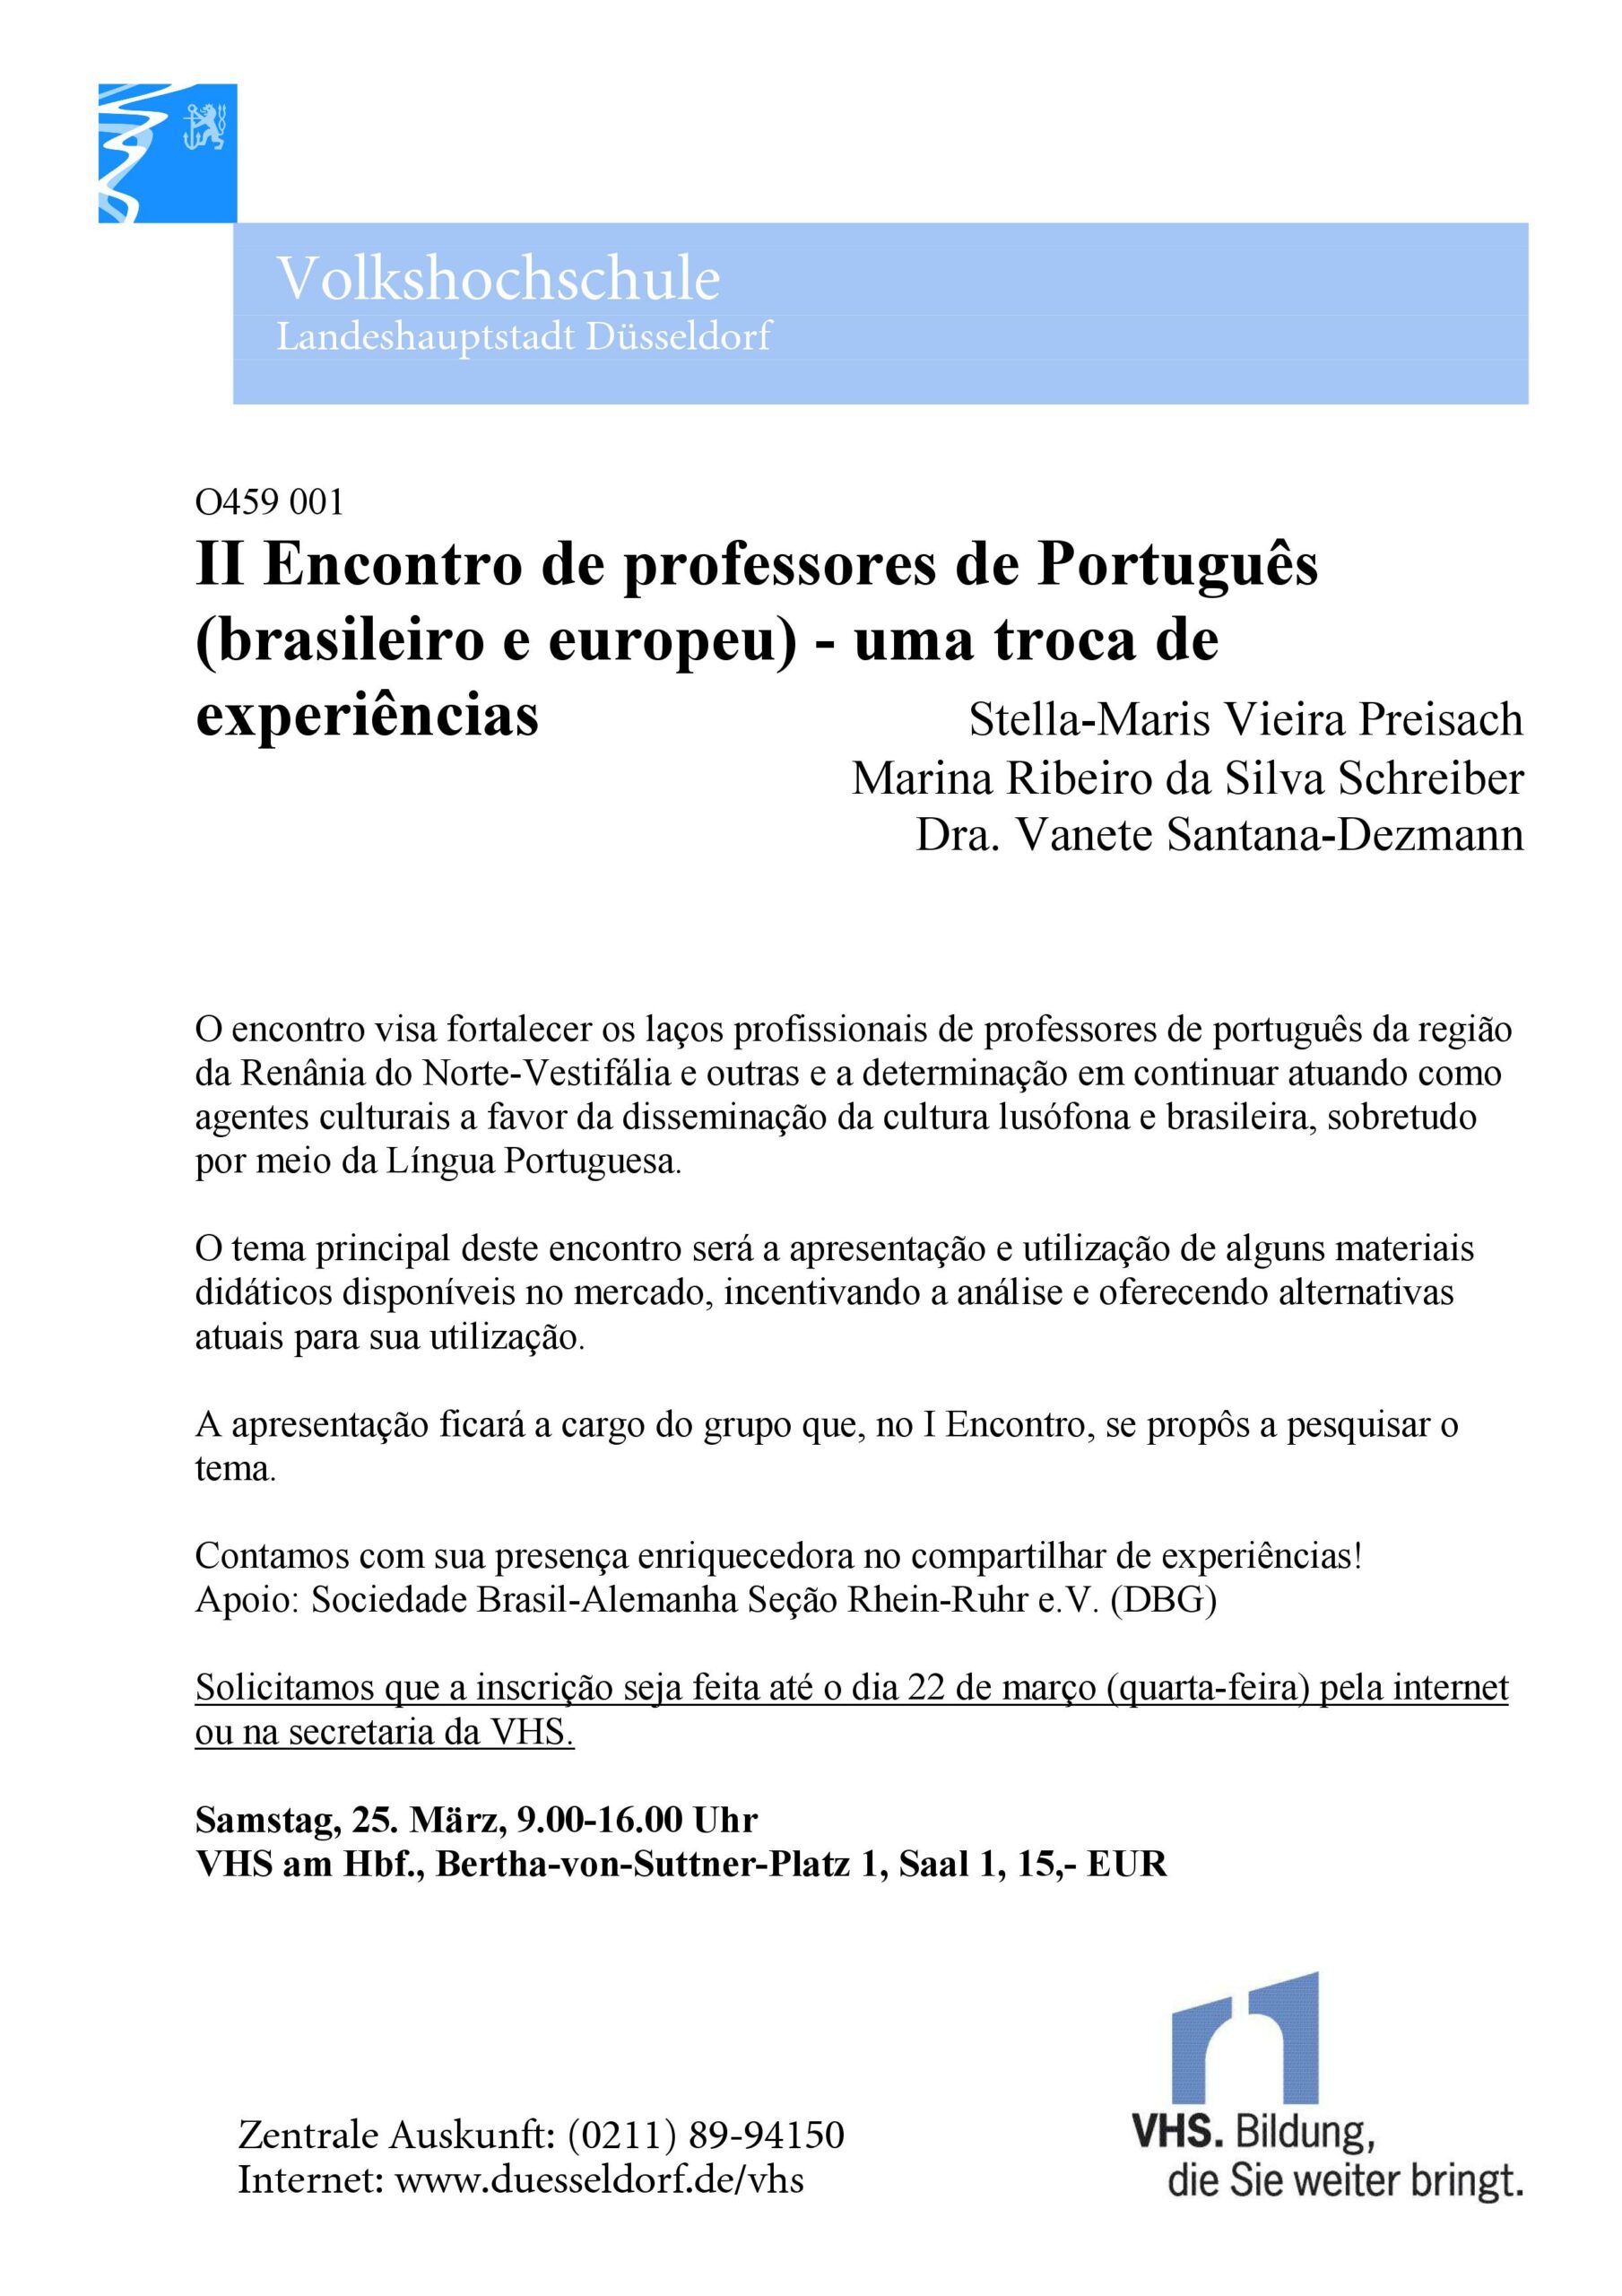 Volkshochschule
Landeshauptstadt Düsseldorf
O459 001
II Encontro de professores de Português
(brasileiro e europeu) - uma troca de
experiências
Stella-Maris Vieira Preisach
Marina Ribeiro da Silva Schreiber
Dra. Vanete Santana-Dezmann
O encontro visa fortalecer os laços profissionais de professores de português da região
da Renânia do Norte-Vestifália e outras e a determinação em continuar atuando como
agentes culturais a favor da disseminação da cultura lusófona e brasileira, sobretudo
por meio da Língua Portuguesa.
O tema principal deste encontro será a apresentação e utilização de alguns materiais
didáticos disponíveis no mercado, incentivando a análise e oferecendo alternativas
atuais para sua utilização.
A apresentação ficará a cargo do grupo que, no I Encontro, se propôs a pesquisar o
tema.
Contamos com sua presença enriquecedora no compartilhar de experiências!
Apoio: Sociedade Brasil-Alemanha Seção Rhein-Ruhr e.V. (DBG)
Solicitamos que a inscrição seja feita até o dia 22 de março (quarta-feira) pela internet
ou na secretaria da VHS.
Samstag, 25. März, 9.00-16.00 Uhr
VHS am Hbf., Bertha-von-Suttner-Platz 1, Saal 1, 15,- EUR
Zentrale Auskunft: (0211) 89-94150
Internet: www.duesseldorf.de/vhs
VHS. Bildung,
die Sie weiter bringt.